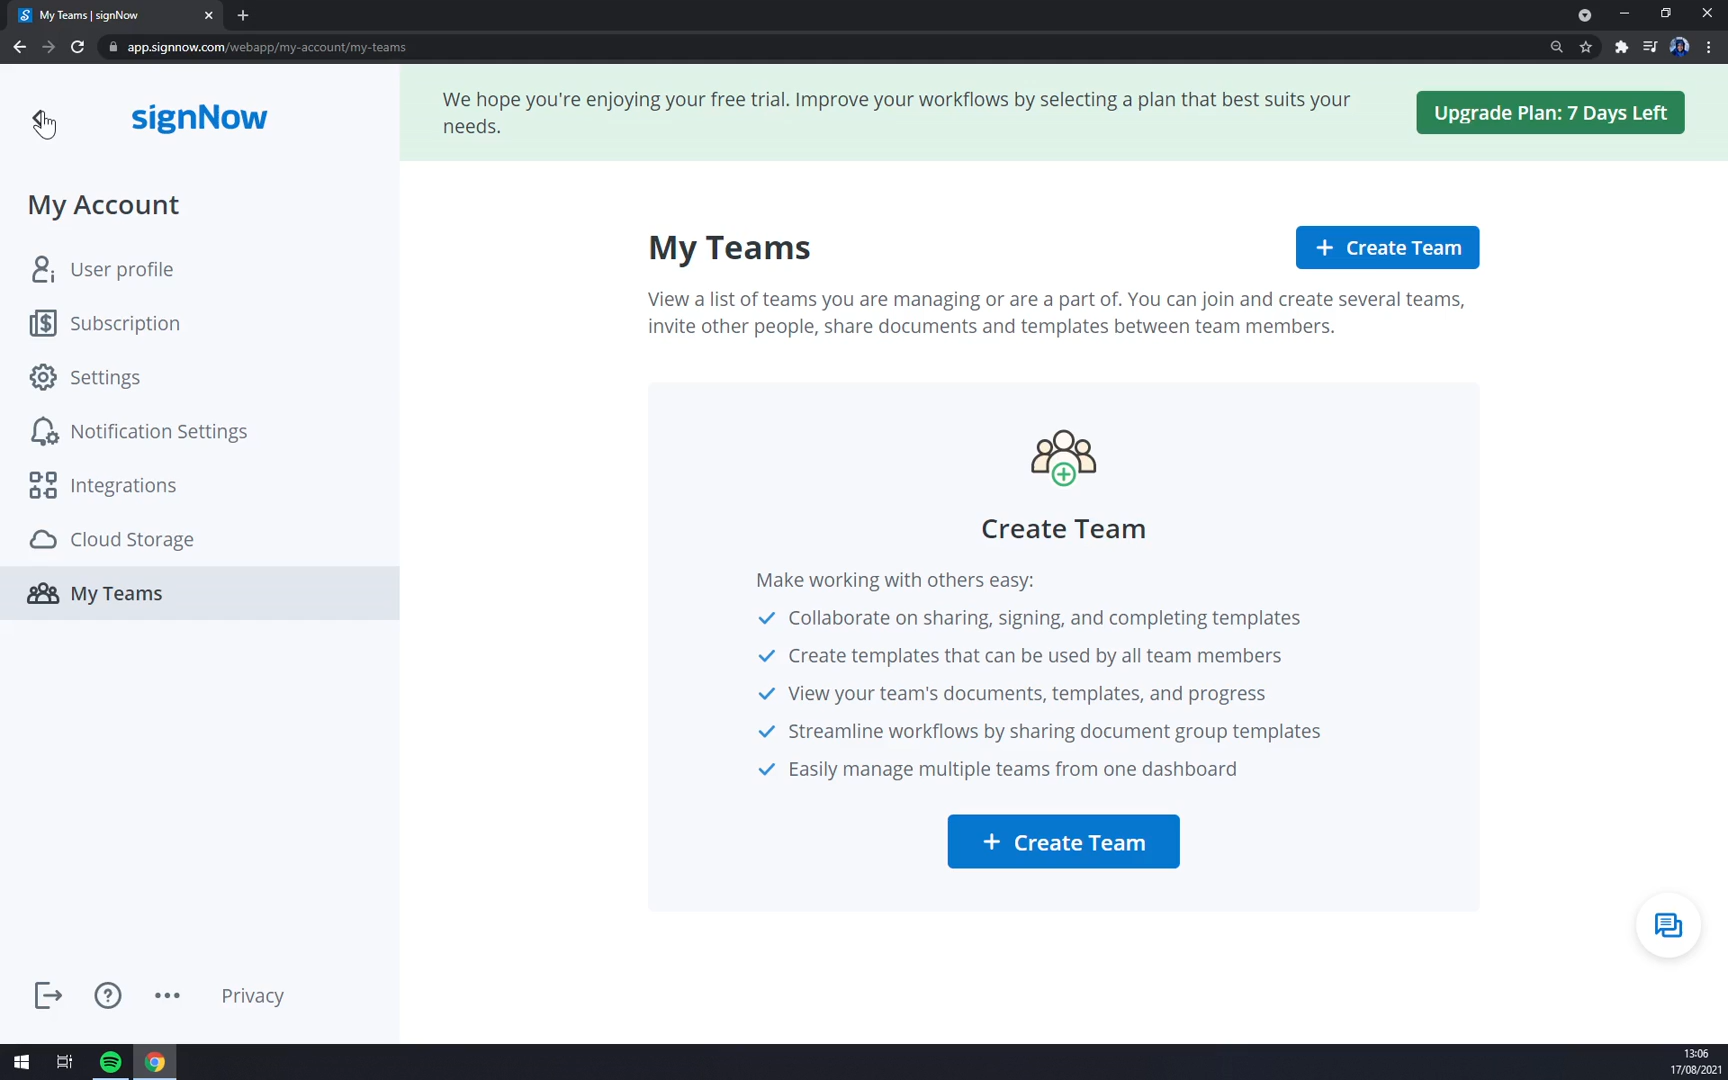 My Teams | signNow
app.signnow.com/webapp/my-account/my-teams
signNow
We hope you're enjoying your free trial. Improve your workflows by selecting a plan that best suits your
needs.
Upgrade Plan: 7 Days Left
My Account
User profile
Subscription
Settings
Notification Settings
Integrations
Cloud Storage
My Teams
My Teams
+ Create Team
View a list of teams you are managing or are a part of. You can join and create several teams,
invite other people, share documents and templates between team members.
Create Team
Make working with others easy:
Collaborate on sharing, signing, and completing templates
Create templates that can be used by all team members
View your team's documents, templates, and progress
Streamline workflows by sharing document group templates
Easily manage multiple teams from one dashboard
+ Create Team
Privacy
13:06
17/08/2021